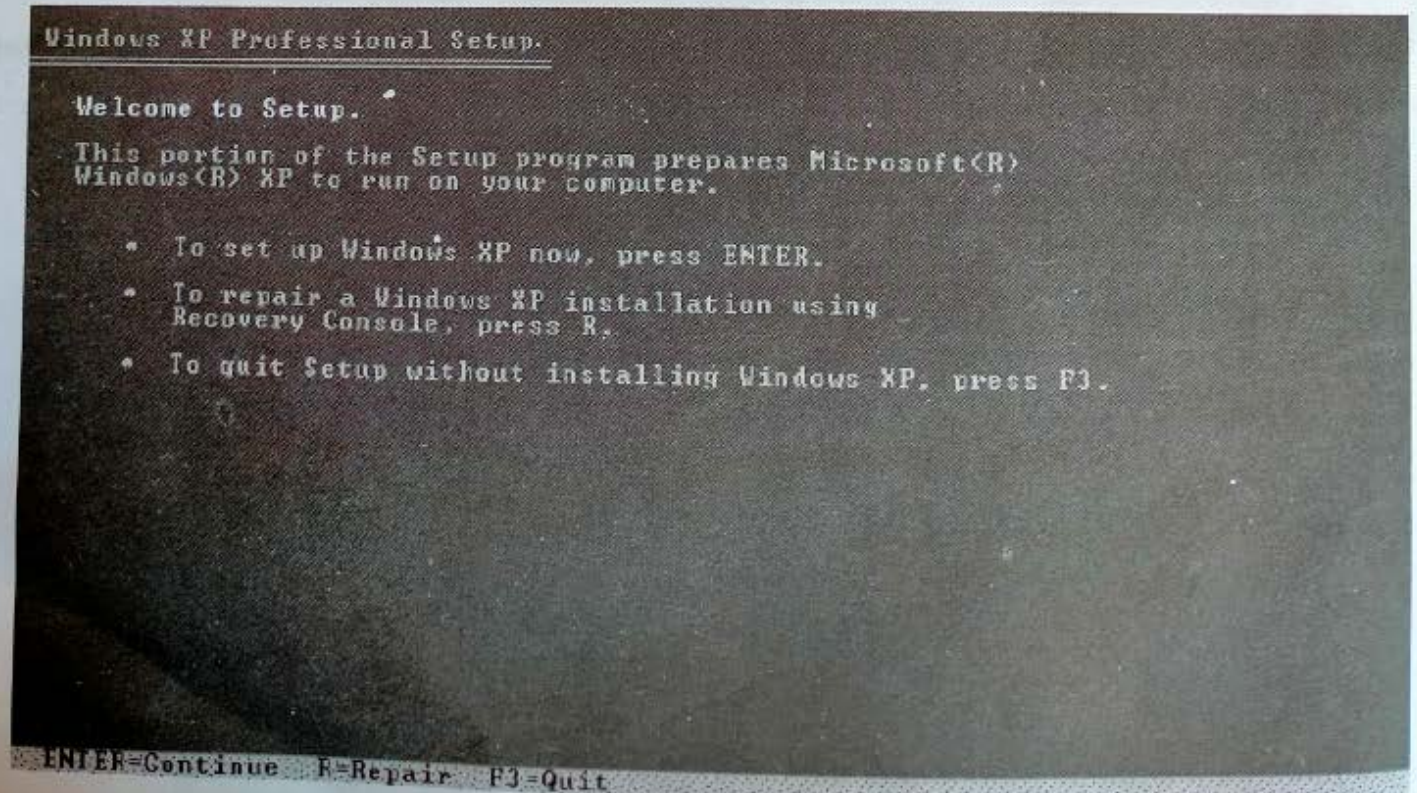 Windows XP Professional Setup.
Welcome to Setup.
This portion of the Setup program prepares Microsoft(R)
Windows(R) XP to run on your computer.
• To set up Windows XP now, press ENTER.
• To repair a Windows XP installation using
Recovery Console, press R.
• To quit Setup without installing Windows XP, press F3.
ENTER=Continue R=Repair F3=Quit